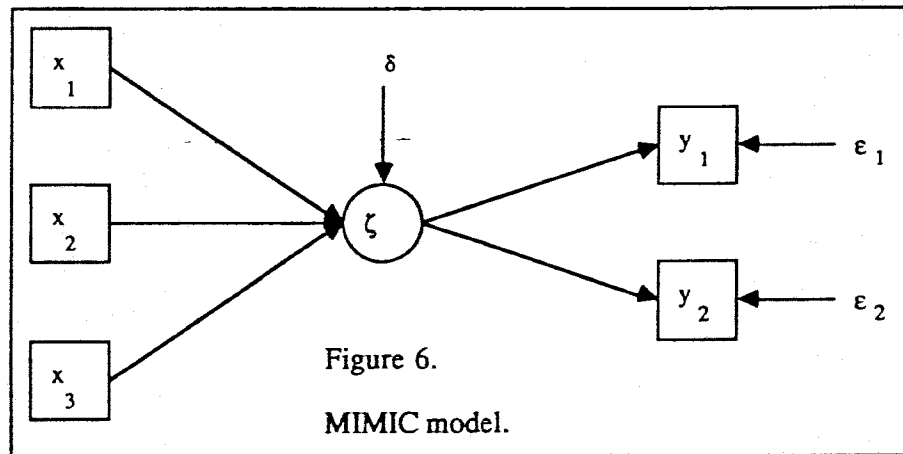 x₁
δ
y₁
ε₁
x₂
ζ
y₂
ε₂
x₃
Figure 6.
MIMIC model.